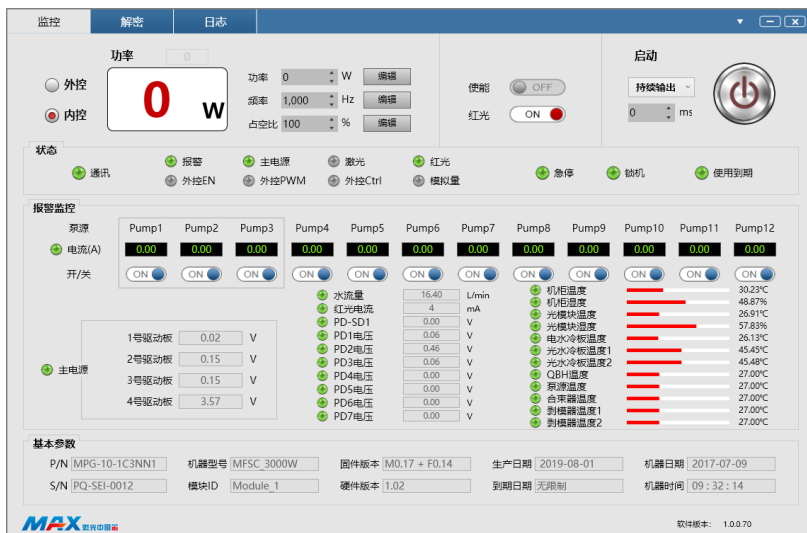 监控 解密 日志
功率 0 启动
外控 0 W 功率 0 W 编辑 使能 OFF 持续输出
内控 频率 1,000 Hz 编辑 红光 ON 0 ms
占空比 100 % 编辑
状态
通讯 报警 主电源 激光 红光 急停 锁机 使用到期
外控EN 外控PWM 外控Ctrl 模拟量
报警监控
泵源 Pump1 Pump2 Pump3 Pump4 Pump5 Pump6 Pump7 Pump8 Pump9 Pump10 Pump11 Pump12
电流(A) 0.00 0.00 0.00 0.00 0.00 0.00 0.00 0.00 0.00 0.00 0.00 0.00
开/关 ON ON ON ON ON ON ON ON ON ON ON ON
主电源
1号驱动板 0.02 V
2号驱动板 0.15 V
3号驱动板 0.15 V
4号驱动板 3.57 V
水流量 16.40 L/min
红光电流 4 mA
PD-SD1 0.00 V
PD1电压 0.06 V
PD2电压 0.46 V
PD3电压 0.06 V
PD4电压 0.00 V
PD5电压 0.00 V
PD6电压 0.00 V
PD7电压 0.00 V
机柜温度 30.23℃
机柜湿度 48.87%
光模块温度 26.91℃
光模块湿度 57.83%
电水冷板温度 26.13℃
光水冷板温度1 45.45℃
光水冷板温度2 45.48℃
QBH温度 27.00℃
泵源温度 27.00℃
合束器温度 27.00℃
剥模器温度1 27.00℃
剥模器温度2 27.00℃
基本参数
P/N MPG-10-1C3NN1 机器型号 MFSC_3000W 固件版本 M0.17 + F0.14 生产日期 2019-08-01 机器日期 2017-07-09
S/N PQ-SEI-0012 模块ID Module_1 硬件版本 1.02 到期日期 无限制 机器时间 09 : 32 : 14
MAX 激光中国芯 软件版本: 1.0.0.70